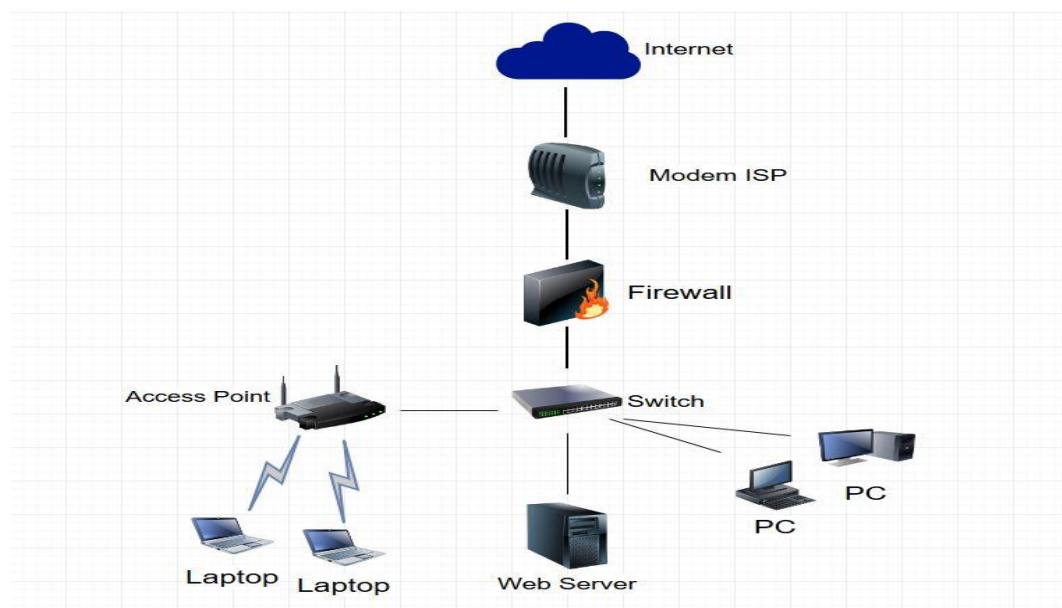 Internet
Modem ISP
Firewall
Access Point
Switch
PC
PC
Laptop
Laptop
Web Server